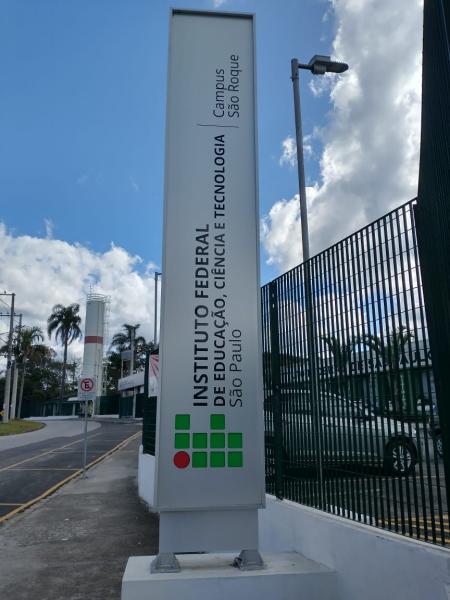 INSTITUTO FEDERAL
DE EDUCAÇÃO, CIÊNCIA E TECNOLOGIA
São Paulo
Campus
São Roque